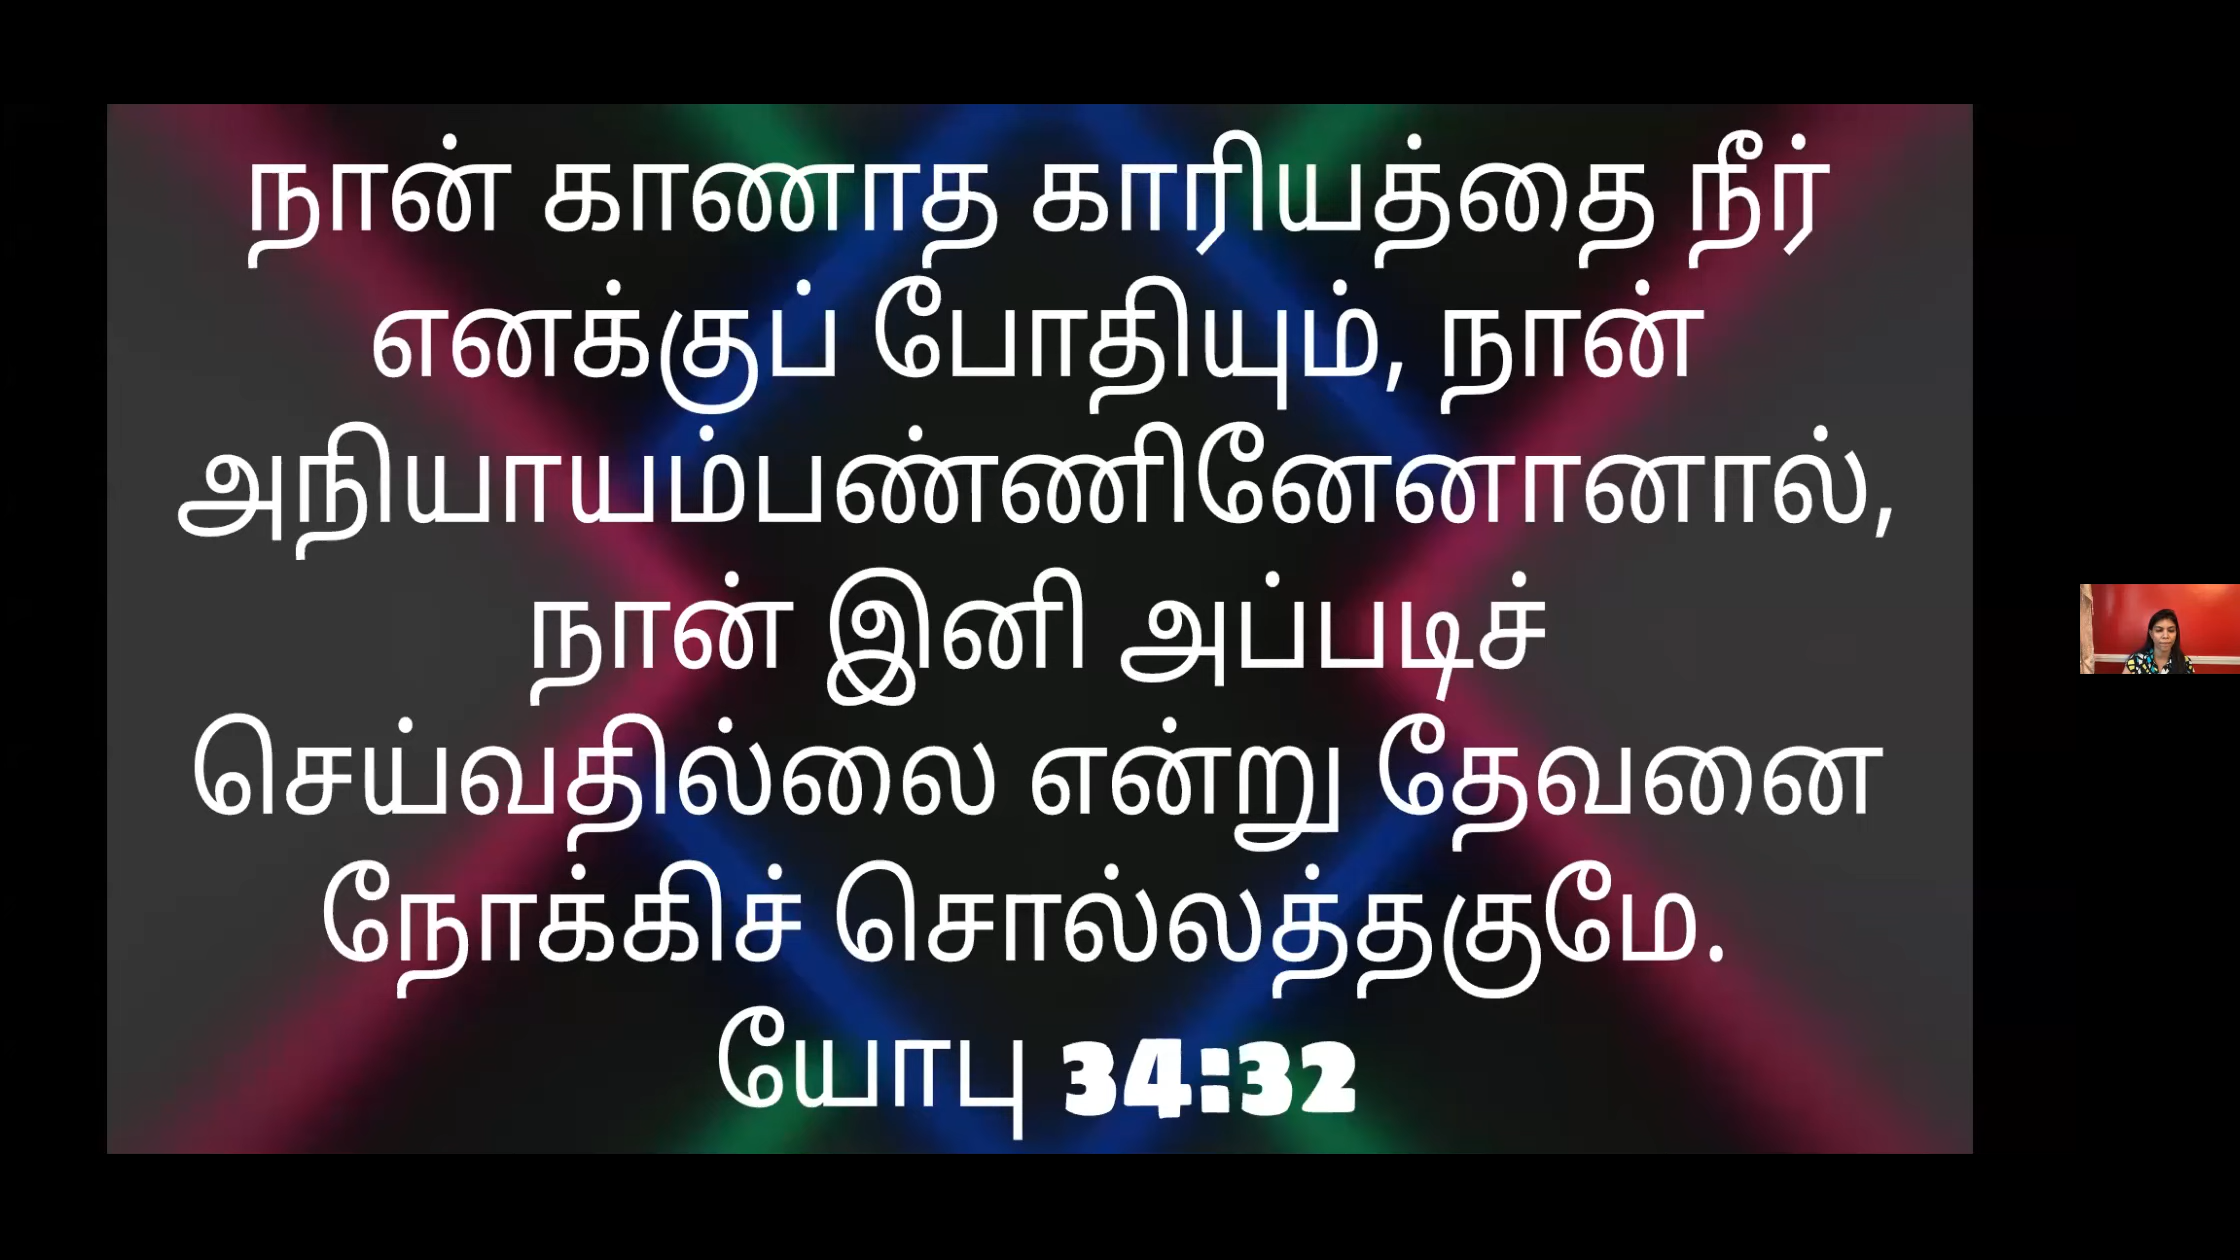 நான் காணாத காரியத்தை நீர்
எனக்குப் போதியும், நான்
அநியாயம்பண்ணினேனானால்,
நான் இனி அப்படிச்
செய்வதில்லை என்று தேவனை
நோக்கிச் சொல்லத்தகுமே.
யோபு 34:32